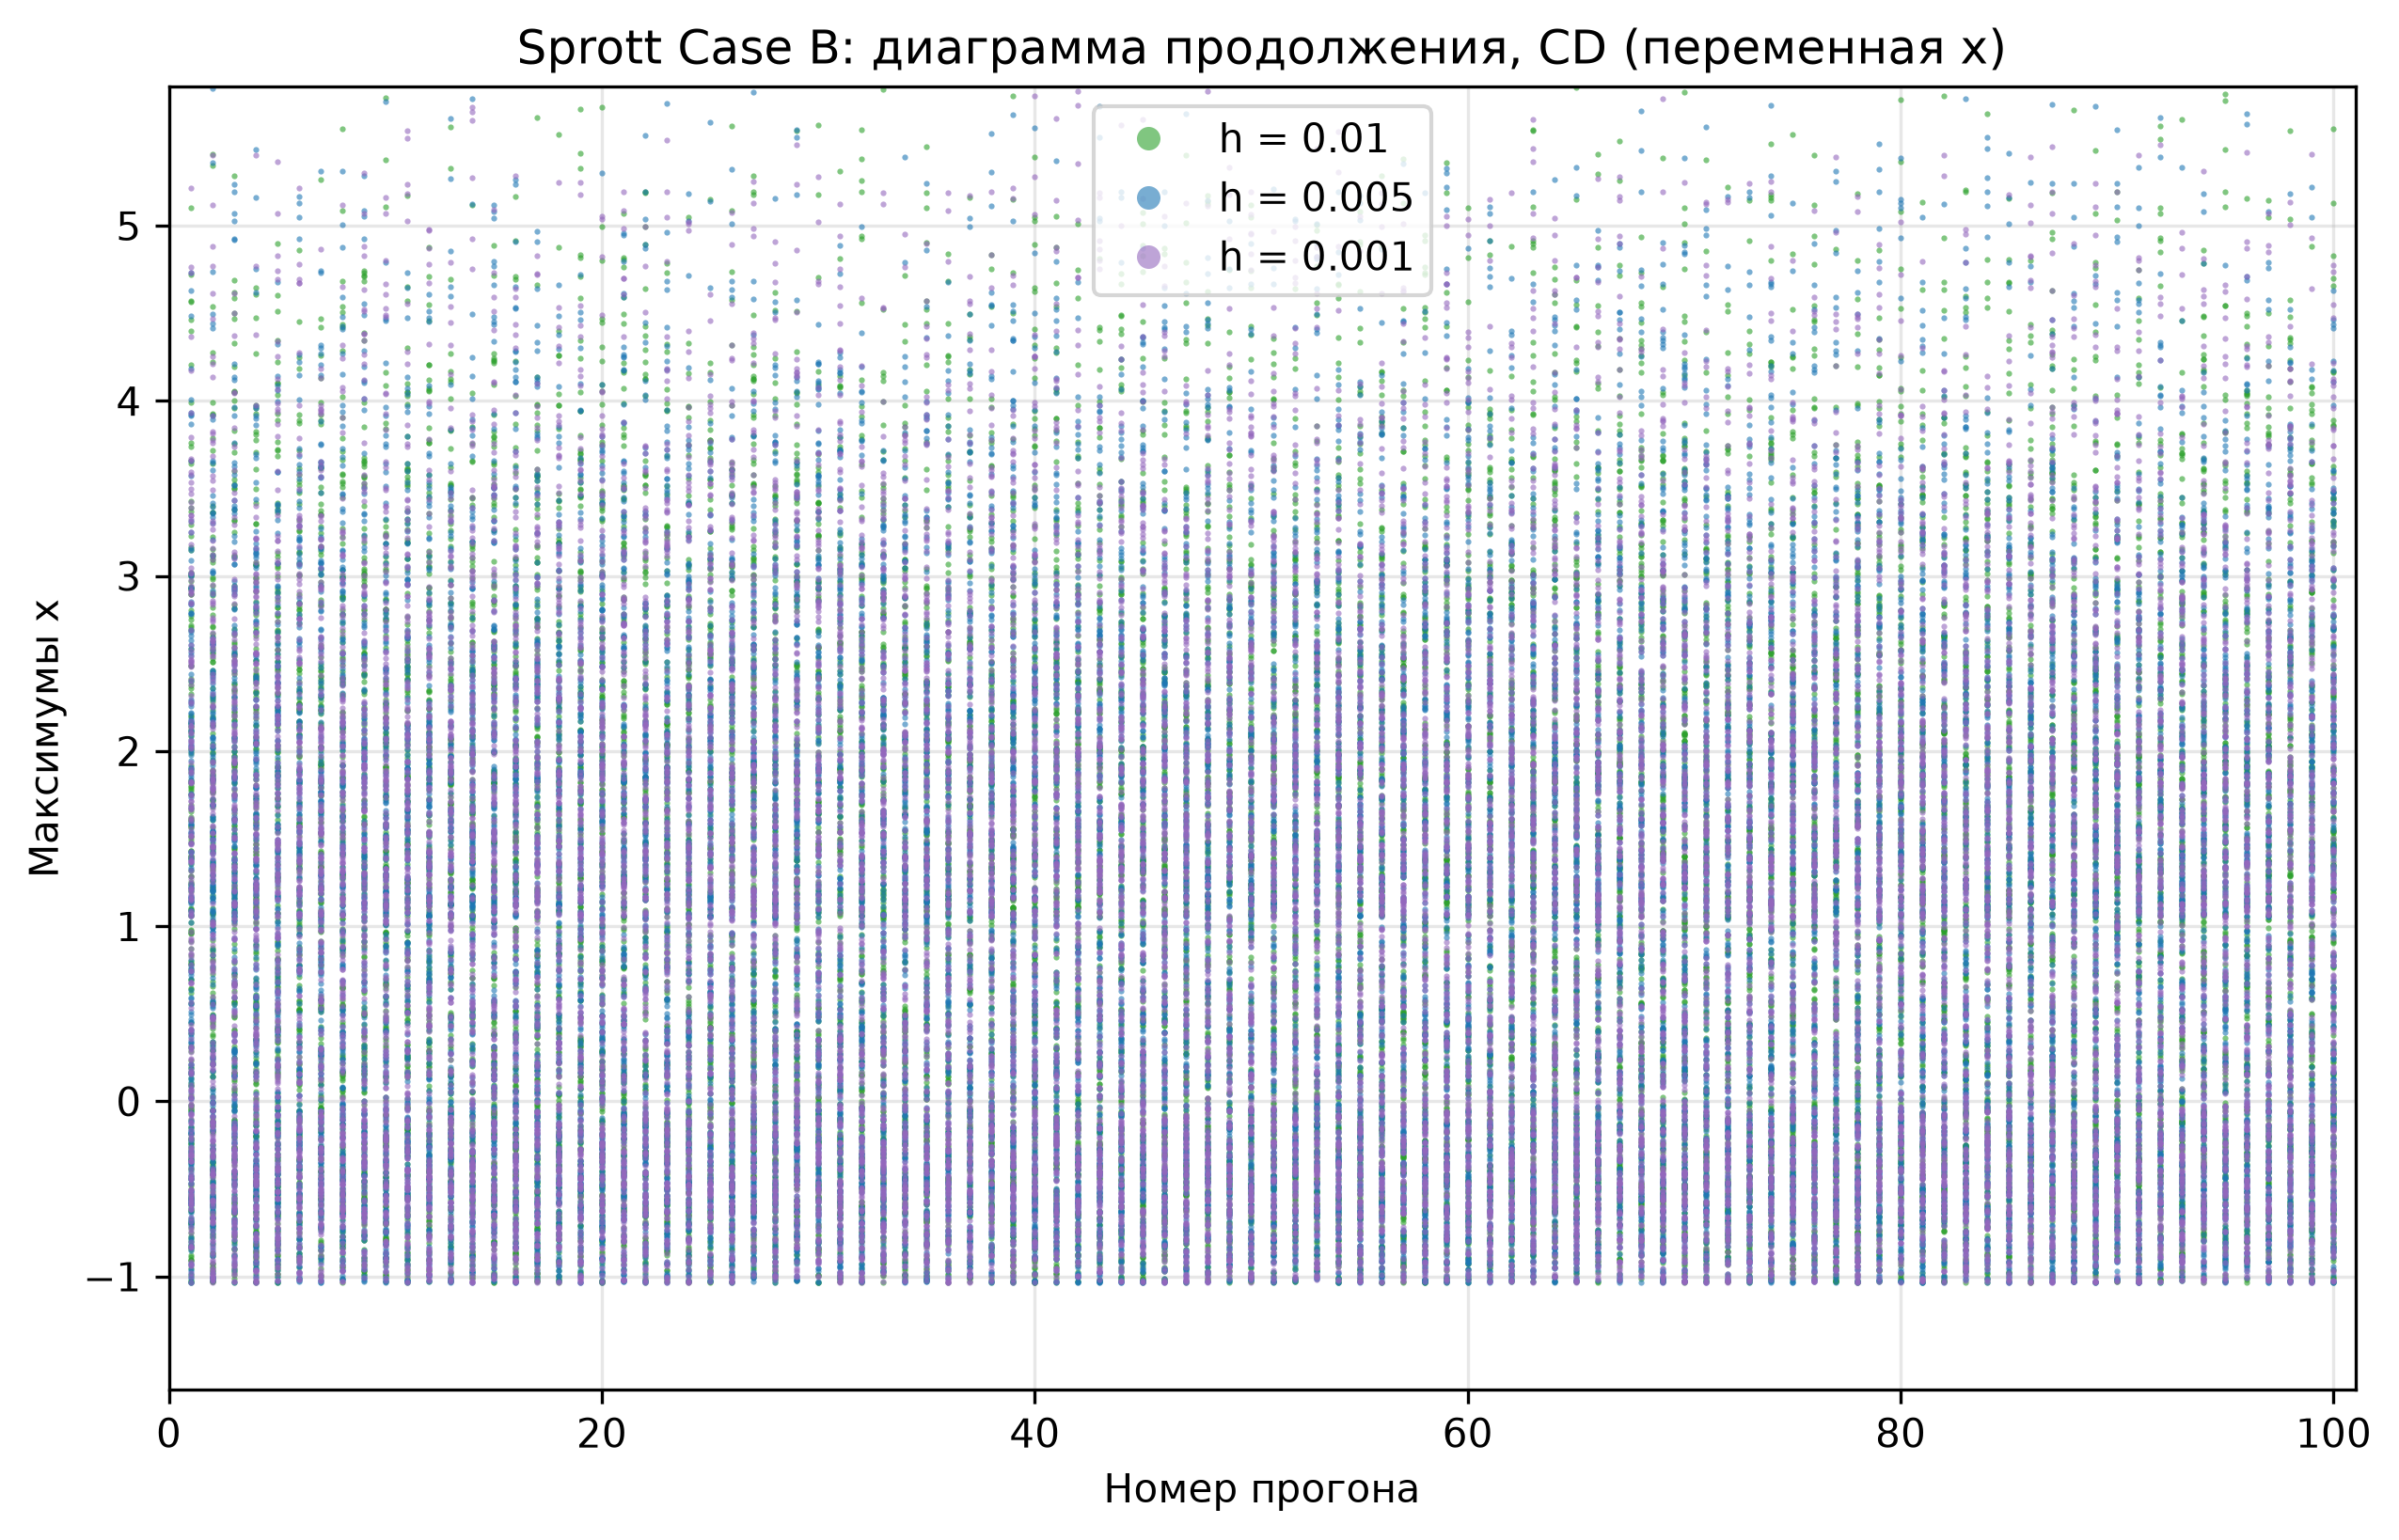 Sprott Case B: диаграмма продолжения, CD (переменная x)
h = 0.01
h = 0.005
h = 0.001
Максимумы x
5
4
3
2
1
0
−1
0 20 40 60 80 100
Номер прогона